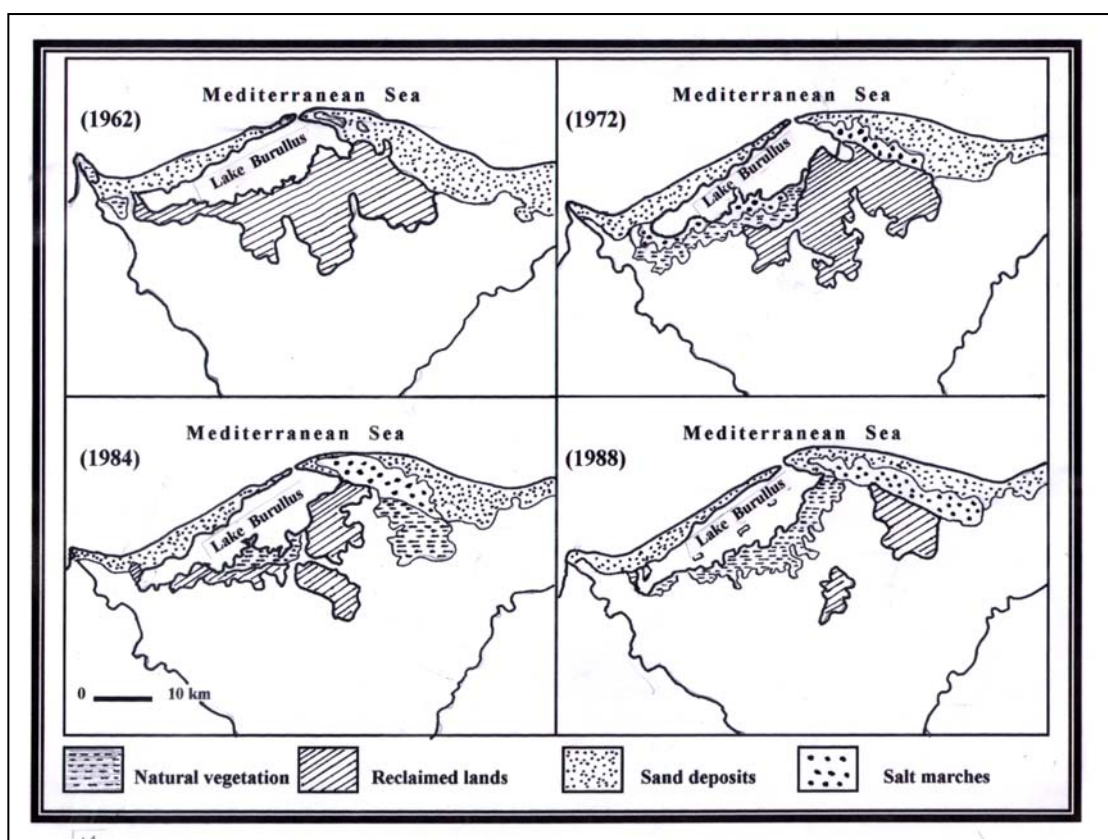 Mediterranean Sea
(1962)
Lake Burullus
Mediterranean Sea
(1972)
Lake Burullus
Mediterranean Sea
(1984)
Lake Burullus
0 10 km
Mediterranean Sea
(1988)
Lake Burullus
Natural vegetation
Reclaimed lands
Sand deposits
Salt marches